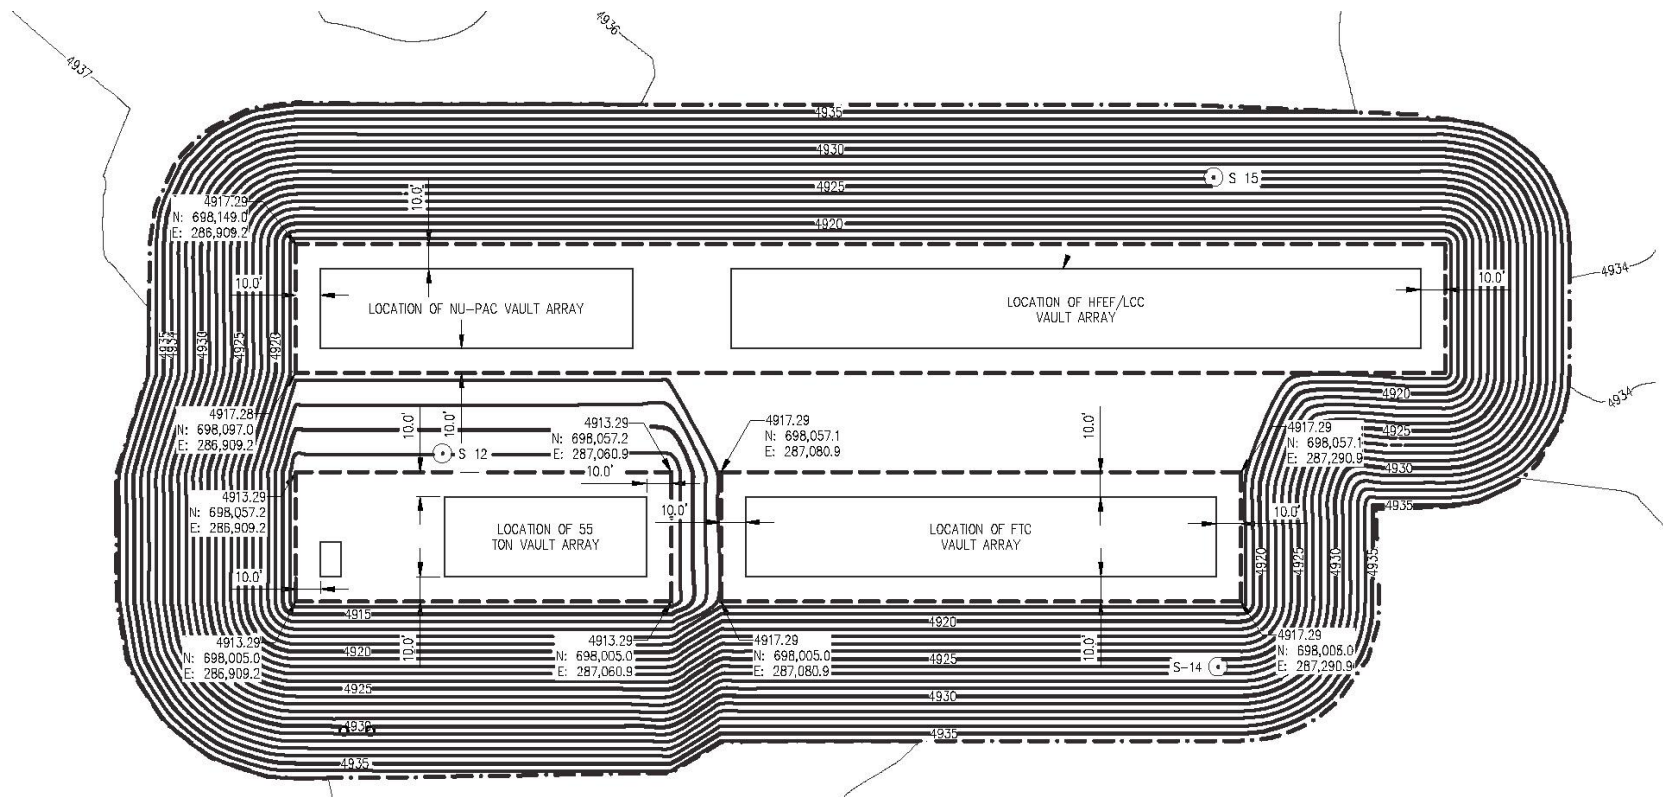 4936
4937
4935
4930
S 15
4925
10.0'
4917.29
N: 698,149.0
E: 286,909.2
4920
4934
10.0'
10.0'
LOCATION OF NU-PAC VAULT ARRAY
LOCATION OF HFEF/LCC
VAULT ARRAY
4935
4934
4930
4925
4920
4934
4920
4917.28
N: 698,097.0
E: 286,909.2
10.0'
10.0'
4913.29
N: 698,057.2
E: 287,060.9
4917.29
N: 698,057.1
E: 287,080.9
10.0'
4917.29
N: 698,057.1
E: 287,290.9
4925
S 12
10.0'
4930
4913.29
N: 698,057.2
E: 286,909.2
4935
10.0'
10.0'
LOCATION OF 55
TON VAULT ARRAY
LOCATION OF FTC
VAULT ARRAY
4920
4925
4930
4935
10.0'
4915
4920
4913.29
N: 698,005.0
E: 286,909.2
4920
10.0'
4913.29
N: 698,005.0
E: 287,060.9
4917.29
N: 698,005.0
E: 287,080.9
4925
10.0'
S-14
4917.29
N: 698,005.0
E: 287,290.9
4925
4930
4930
4935
4935